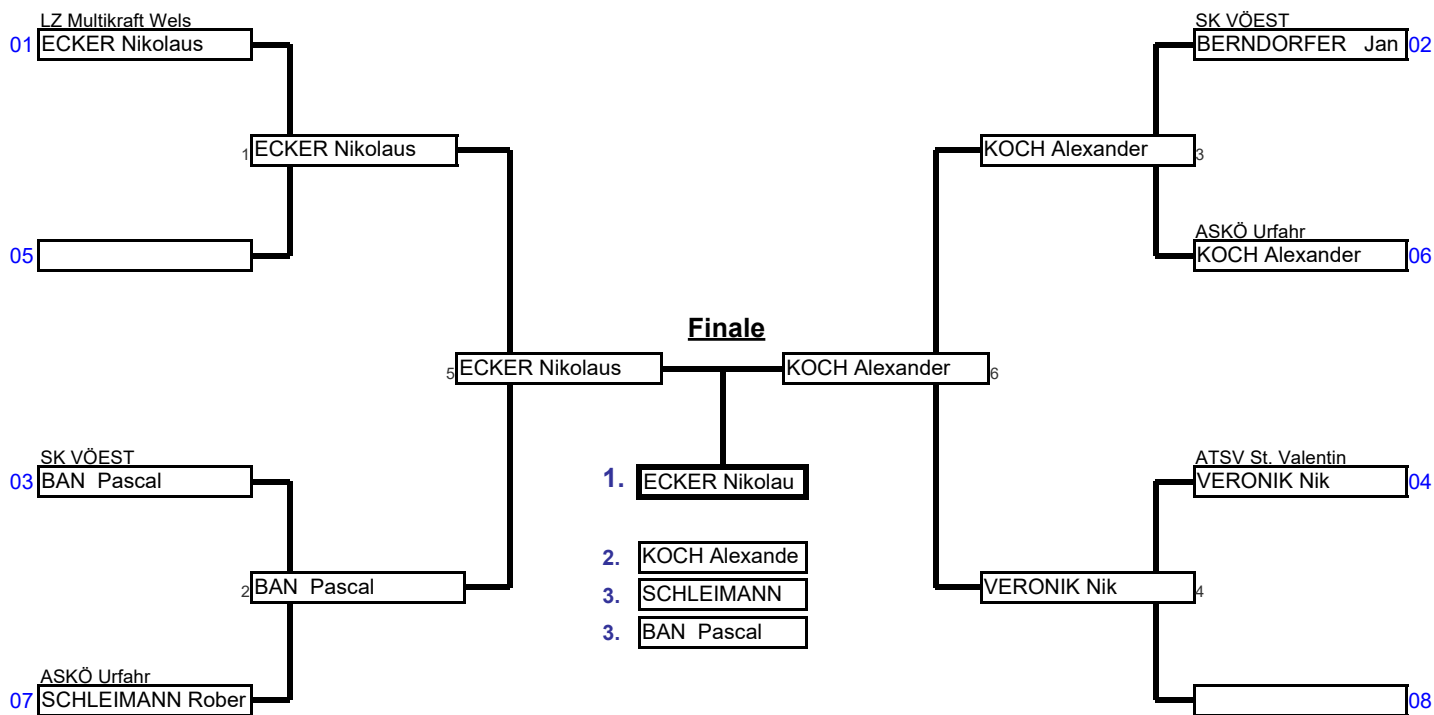 LZ Multikraft Wels
01 ECKER Nikolaus
SK VÖEST
BERNDORFER   Jan 02
1 ECKER Nikolaus
KOCH Alexander 3
05
ASKÖ Urfahr
KOCH Alexander 06
Finale
5 ECKER Nikolaus
KOCH Alexander 6
SK VÖEST
03 BAN  Pascal
1. ECKER Nikolau
ATSV St. Valentin
VERONIK Nik 04
2. KOCH Alexande
2 BAN  Pascal
3. SCHLEIMANN
VERONIK Nik 4
3. BAN  Pascal
ASKÖ Urfahr
07 SCHLEIMANN Rober
08